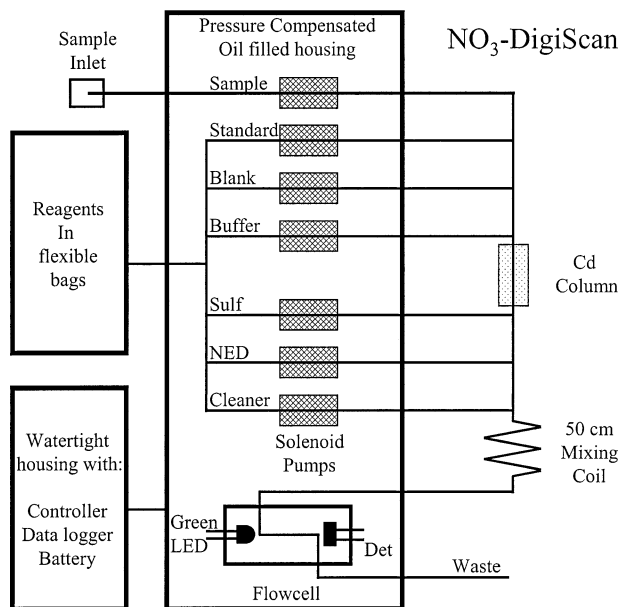 Pressure Compensated
Oil filled housing
NO₃-DigiScan
Sample
Inlet
Sample
Standard
Blank
Buffer
Sulf
NED
Cleaner
Solenoid
Pumps
Reagents
In
flexible
bags
Cd
Column
50 cm
Mixing
Coil
Watertight
housing with:
Controller
Data logger
Battery
Green
LED
Det
Flowcell
Waste